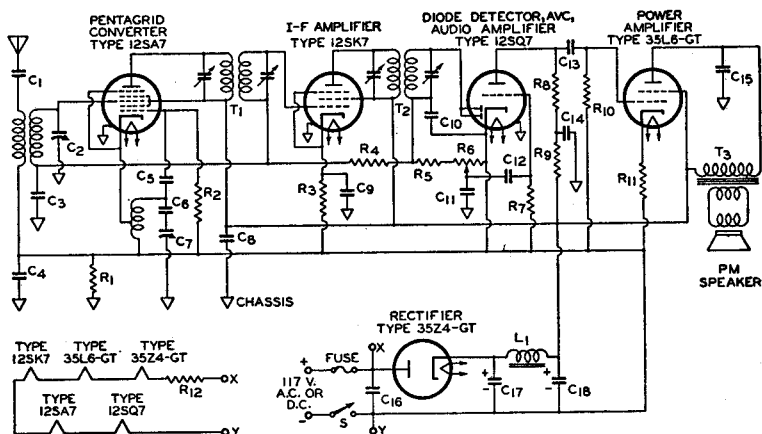 PENTAGRID
CONVERTER
TYPE 12SA7
I-F AMPLIFIER
TYPE 12SK7
DIODE DETECTOR, AVC,
AUDIO AMPLIFIER
TYPE 12SQ7
POWER
AMPLIFIER
TYPE 35L6-GT
C1
C2
C3
C4
C5
C6
C7
R1
R2
T1
C8
CHASSIS
R3
C9
R4
T2
C10
R5
R6
C11
C12
R7
R8
C13
C14
R9
R10
R11
C15
T3
PM
SPEAKER
TYPE
12SK7
TYPE
35L6-GT
TYPE
35Z4-GT
R12
X
TYPE
12SA7
TYPE
12SQ7
Y
RECTIFIER
TYPE 35Z4-GT
+
117 V.
A.C. OR
D.C.
-
FUSE
S
X
C16
Y
L1
+
-
C17
+
-
C18